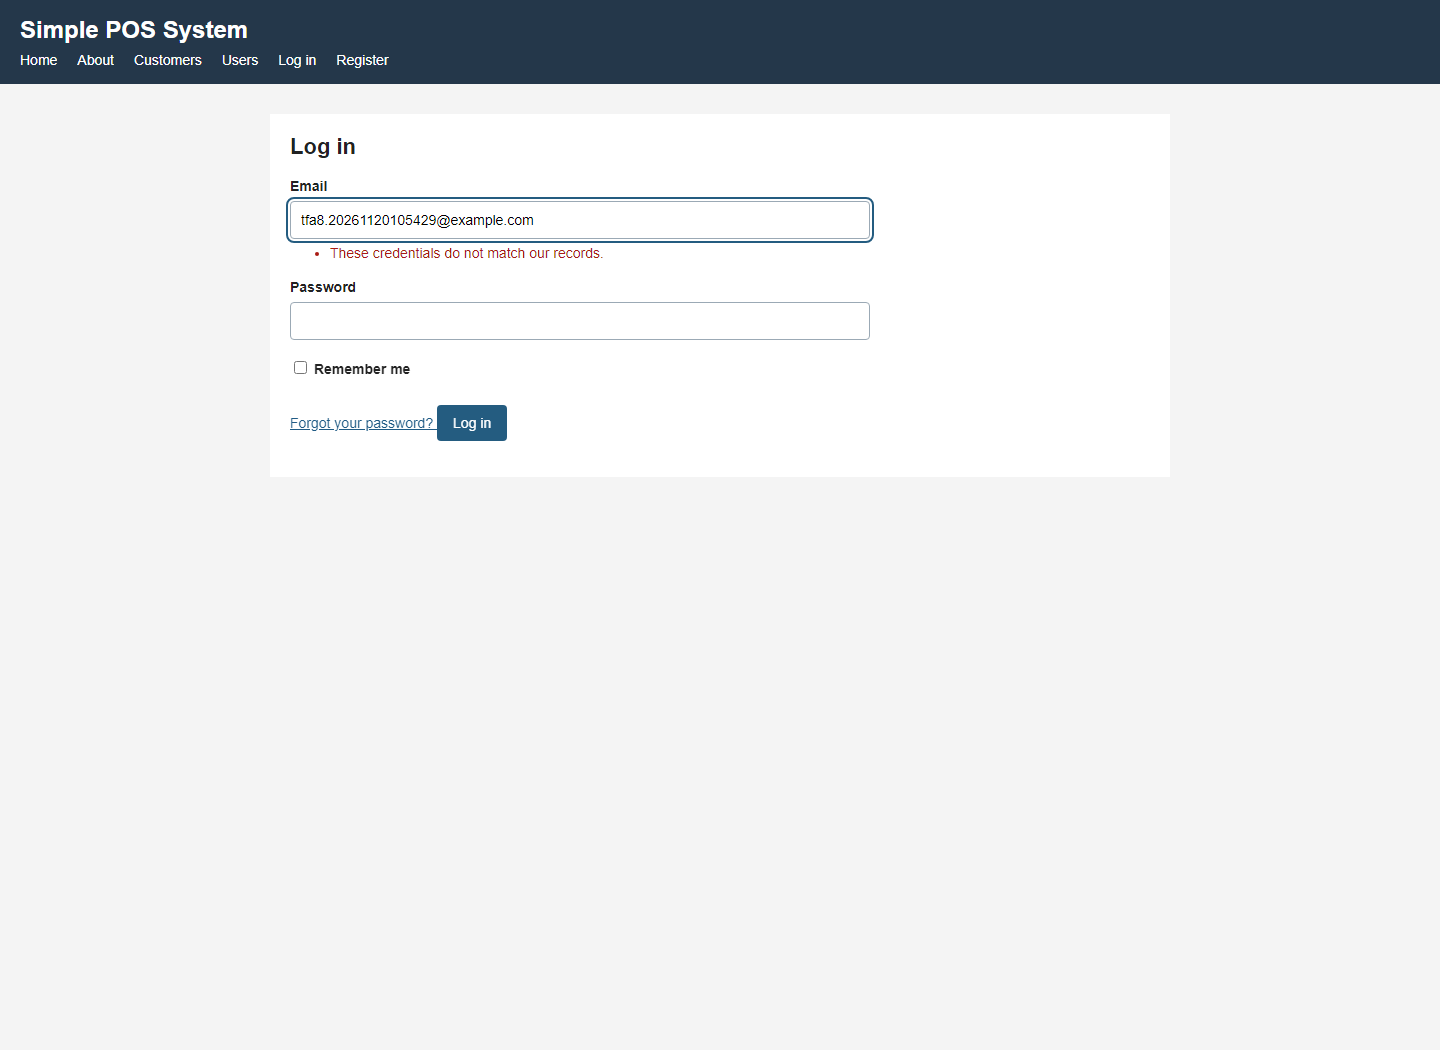 Simple POS System
Home About Customers Users Log in Register
Log in
Email
tfa8.20261120105429@example.com
These credentials do not match our records.
Password
Remember me
Forgot your password? Log in